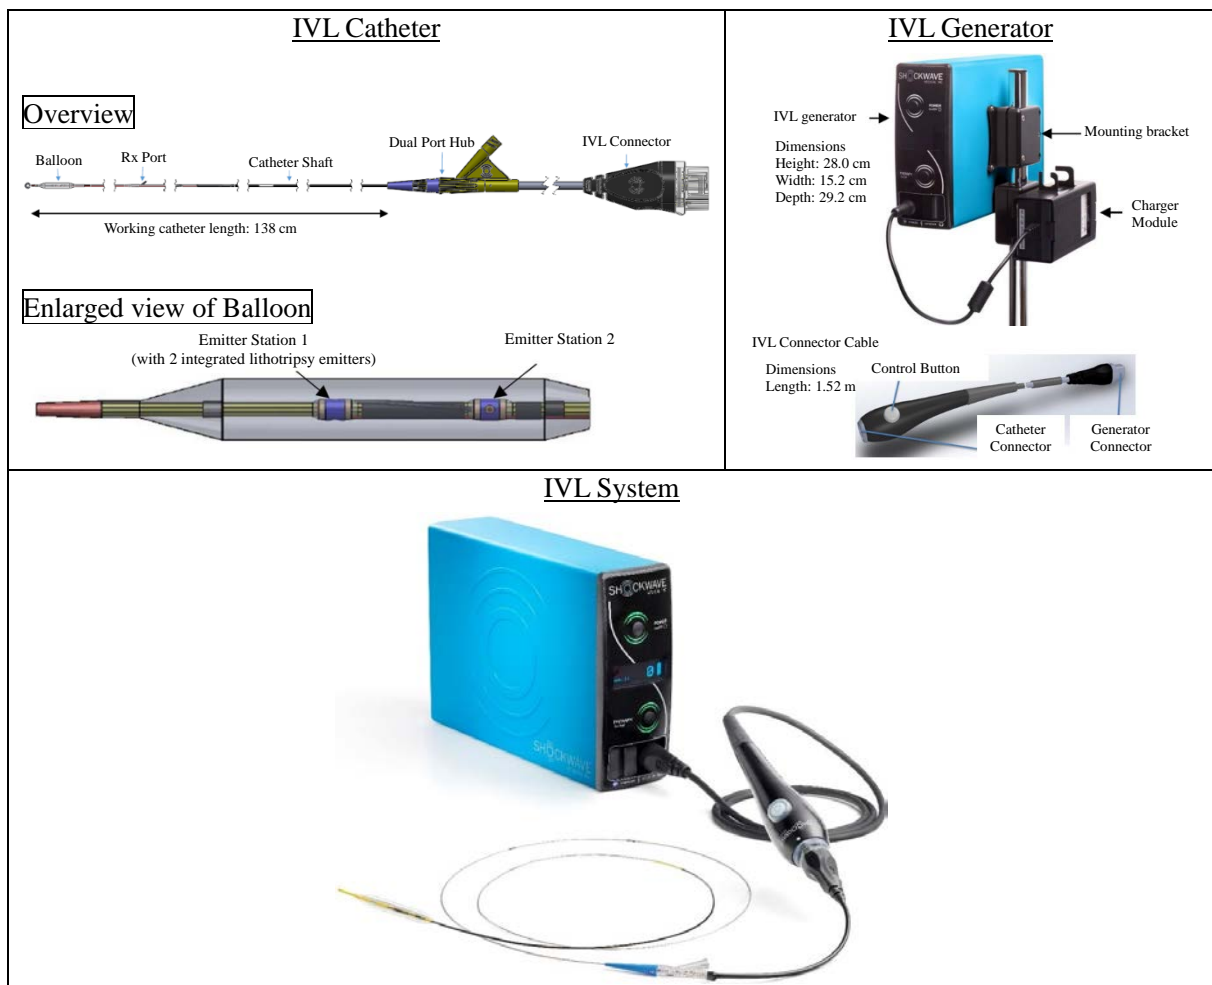 IVL Catheter
Overview
Balloon
Rx Port
Catheter Shaft
Dual Port Hub
IVL Connector
Working catheter length: 138 cm
Enlarged view of Balloon
Emitter Station 1
(with 2 integrated lithotripsy emitters)
Emitter Station 2
IVL Generator
SHOCKWAVE
IVL generator
Dimensions
Height: 28.0 cm
Width: 15.2 cm
Depth: 29.2 cm
Mounting bracket
Charger
Module
IVL Connector Cable
Dimensions
Length: 1.52 m
Control Button
Catheter
Connector
Generator
Connector
IVL System
SHOCKWAVE
SHOCKWAVE